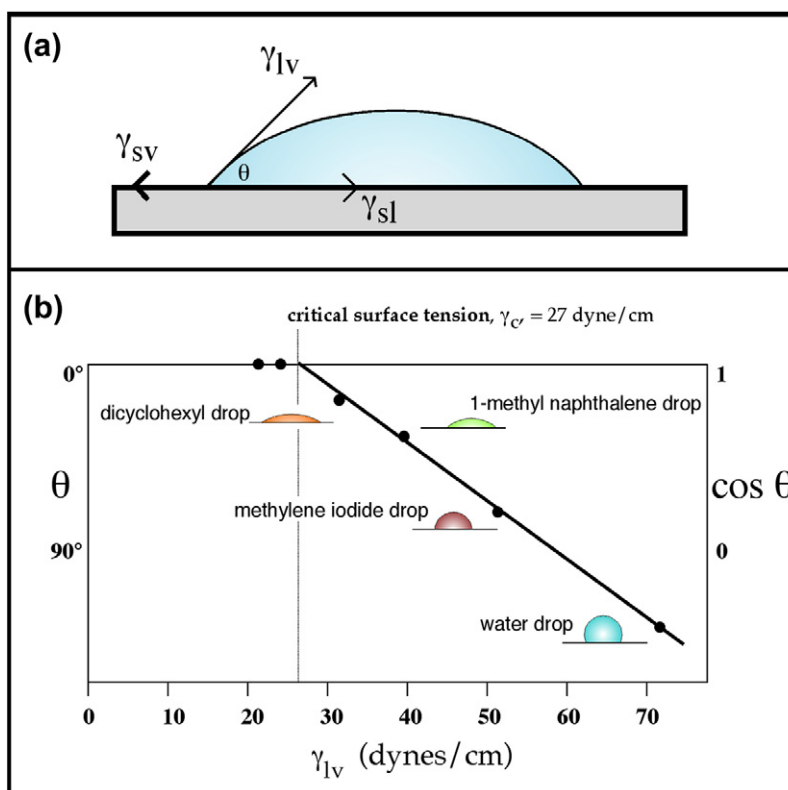 (a)
γlv
γsv
θ
γsl
(b)
critical surface tension, γc′ = 27 dyne/cm
0°
1
dicyclohexyl drop
1-methyl naphthalene drop
θ
cos θ
methylene iodide drop
90°
0
water drop
0 10 20 30 40 50 60 70
γlv (dynes/cm)